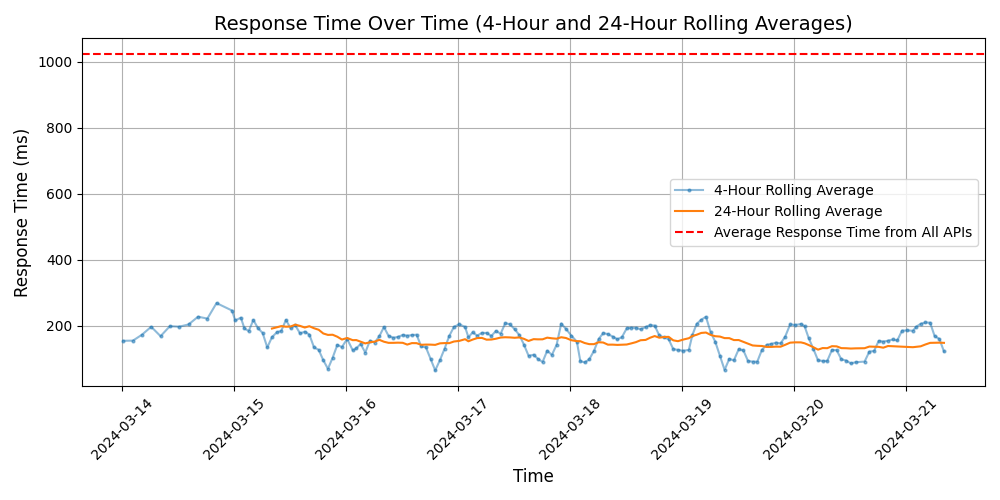 Response Time Over Time (4-Hour and 24-Hour Rolling Averages)
Response Time (ms)
1000
800
600
400
200
4-Hour Rolling Average
24-Hour Rolling Average
Average Response Time from All APIs
2024-03-14
2024-03-15
2024-03-16
2024-03-17
2024-03-18
2024-03-19
2024-03-20
2024-03-21
Time